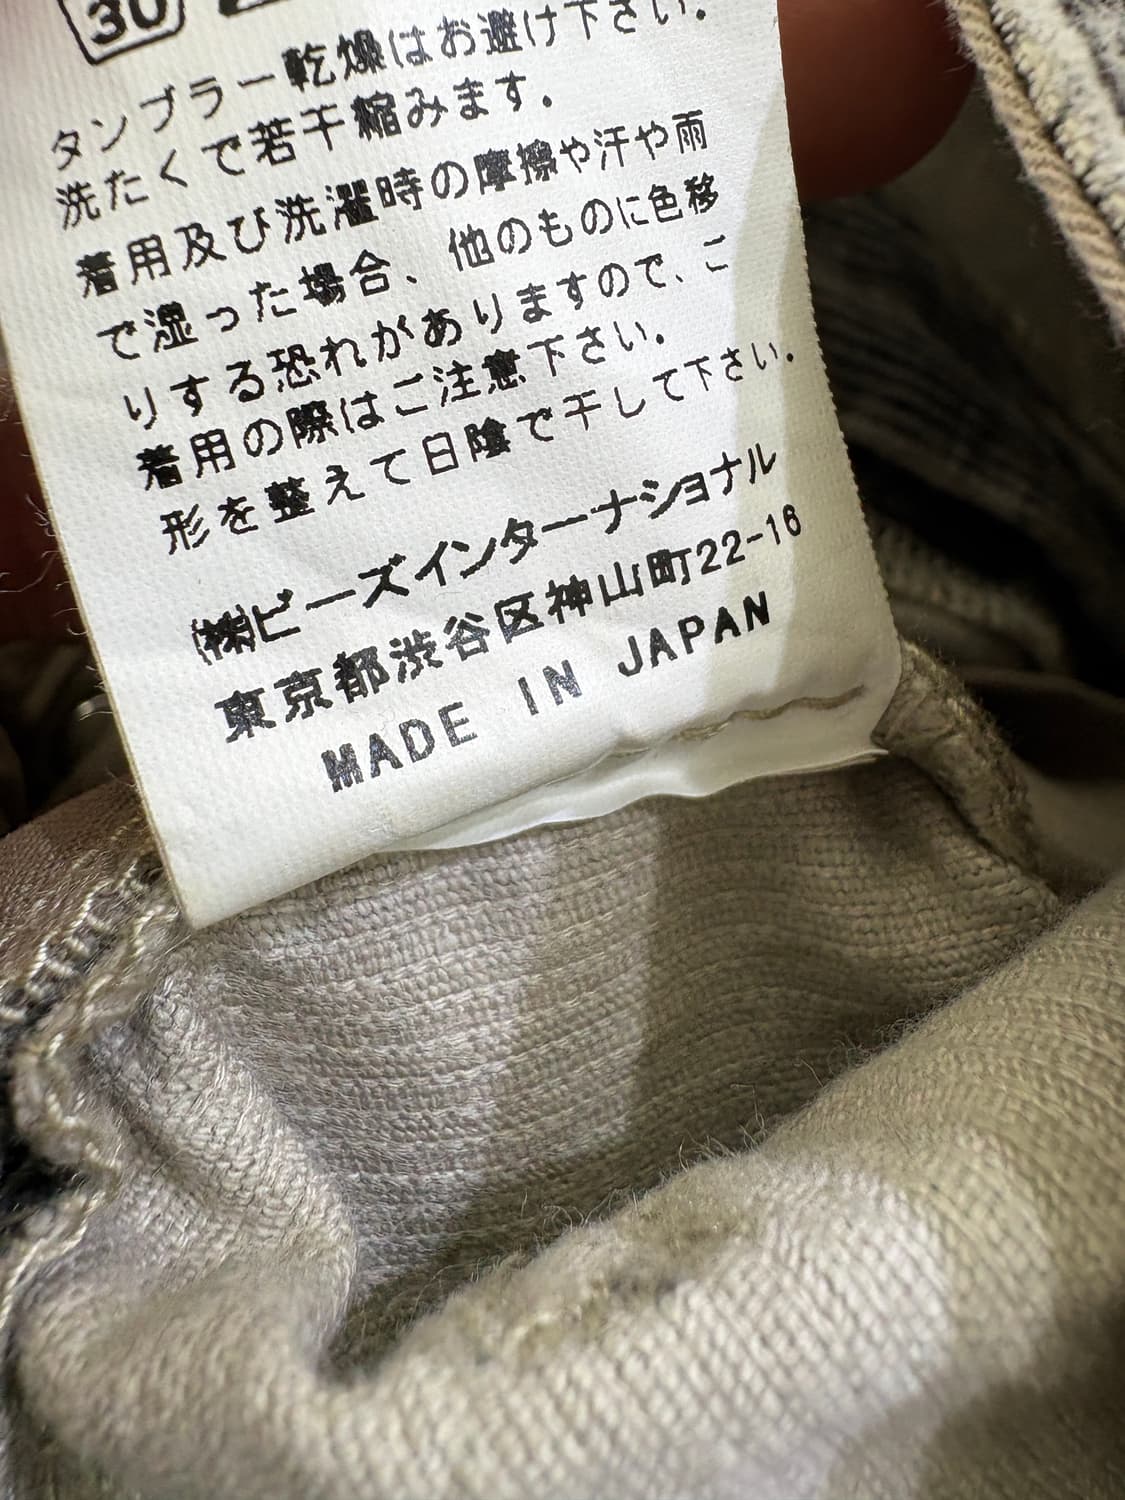 30
タンブラー乾燥はお避け下さい.
洗たくで若干縮みます.
着用及び洗濯時の摩擦や汗や雨
で湿った場合、他のものに色移
りする恐れがありますので、こ
着用の際はご注意下さい.
形を整えて日陰で干して下さい.
㈱ビーズインターナショナル
東京都渋谷区神山町22-16
MADE IN JAPAN